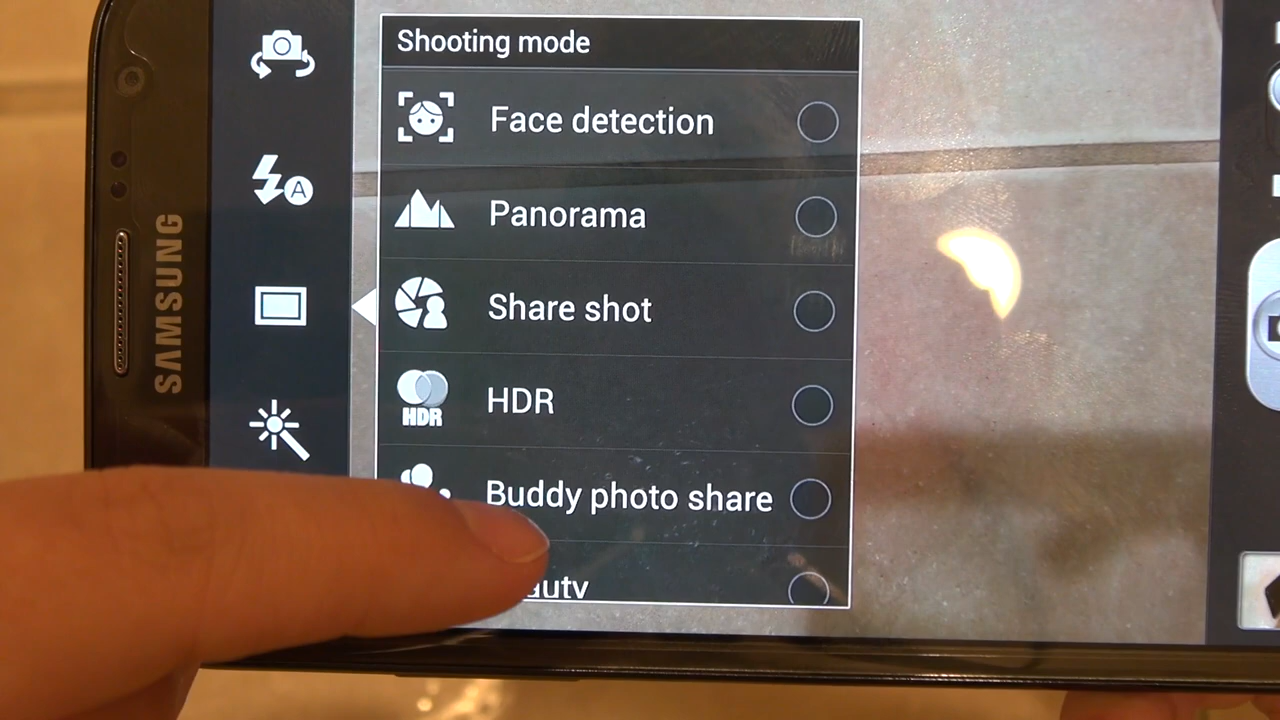 Shooting mode
Face detection
Panorama
Share shot
HDR
HDR
Buddy photo share
SAMSUNG
A